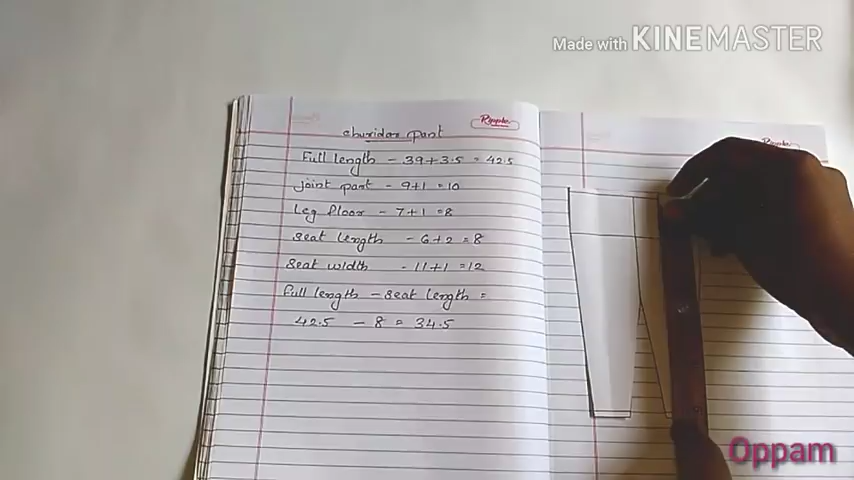 Made with KINEMASTER
Ripple
churidar pant
Full length - 39+3.5 = 42.5
joint part - 9+1 = 10
Leg floor - 7+1 = 8
seat length - 6+2 = 8
seat width - 11+1 = 12
Full length - seat length =
42.5 - 8 = 34.5
Oppam